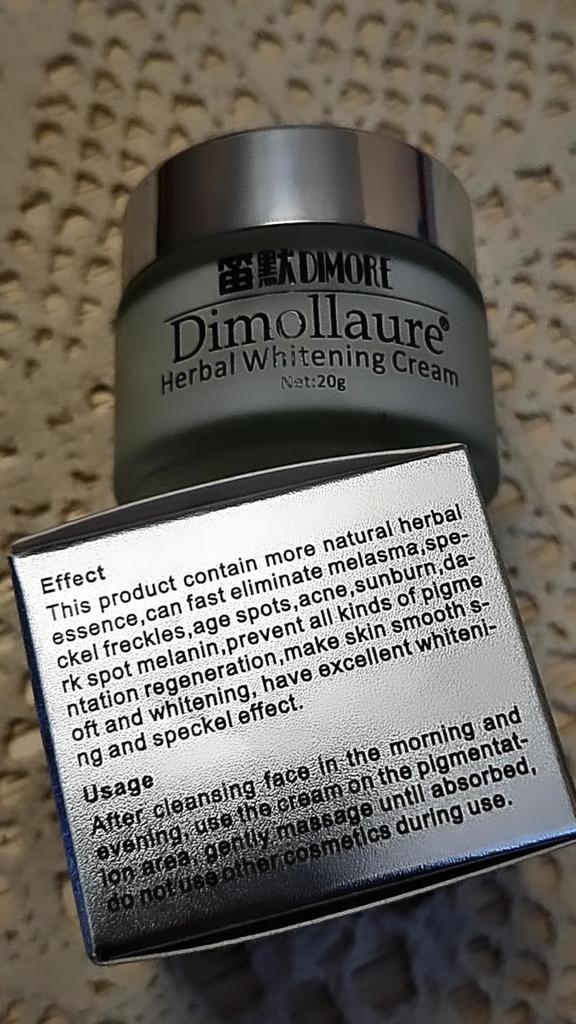 笛默DIMORE
Dimollaure®
Herbal Whitening Cream
Net:20g
Effect
This product contain more natural herbal
essence,can fast eliminate melasma,spe-
ckel freckles,age spots,acne,sunburn,da-
rk spot melanin,prevent all kinds of pigme
ntation regeneration,make skin smooth s-
oft and whitening, have excellent whiteni-
ng and speckel effect.
Usage
After cleansing face in the morning and
evening, use the cream on the pigmentat-
ion area, gently massage until absorbed,
do not use other cosmetics during use.